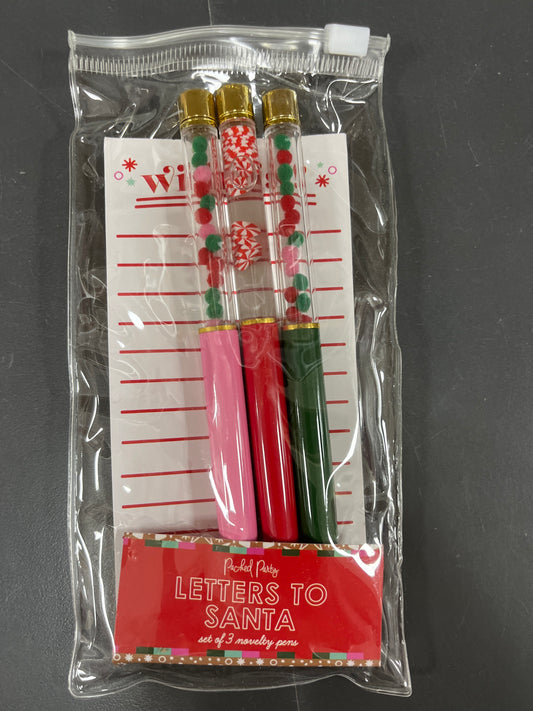 Packed Party
LETTERS TO
SANTA
set of 3 novelty pens